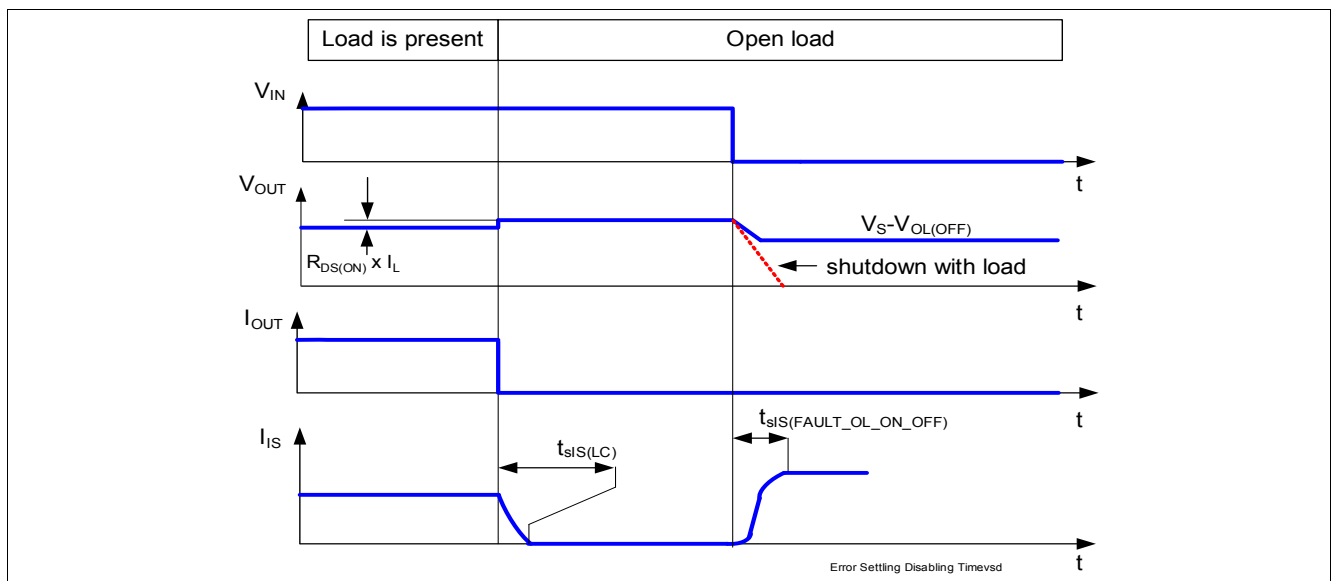 Load is present
Open load
VIN
t
VOUT
RDS(ON) x IL
VS-VOL(OFF)
shutdown with load
t
IOUT
t
IIS
tsIS(LC)
tsIS(FAULT_OL_ON_OFF)
t
Error Settling Disabling Timevsd